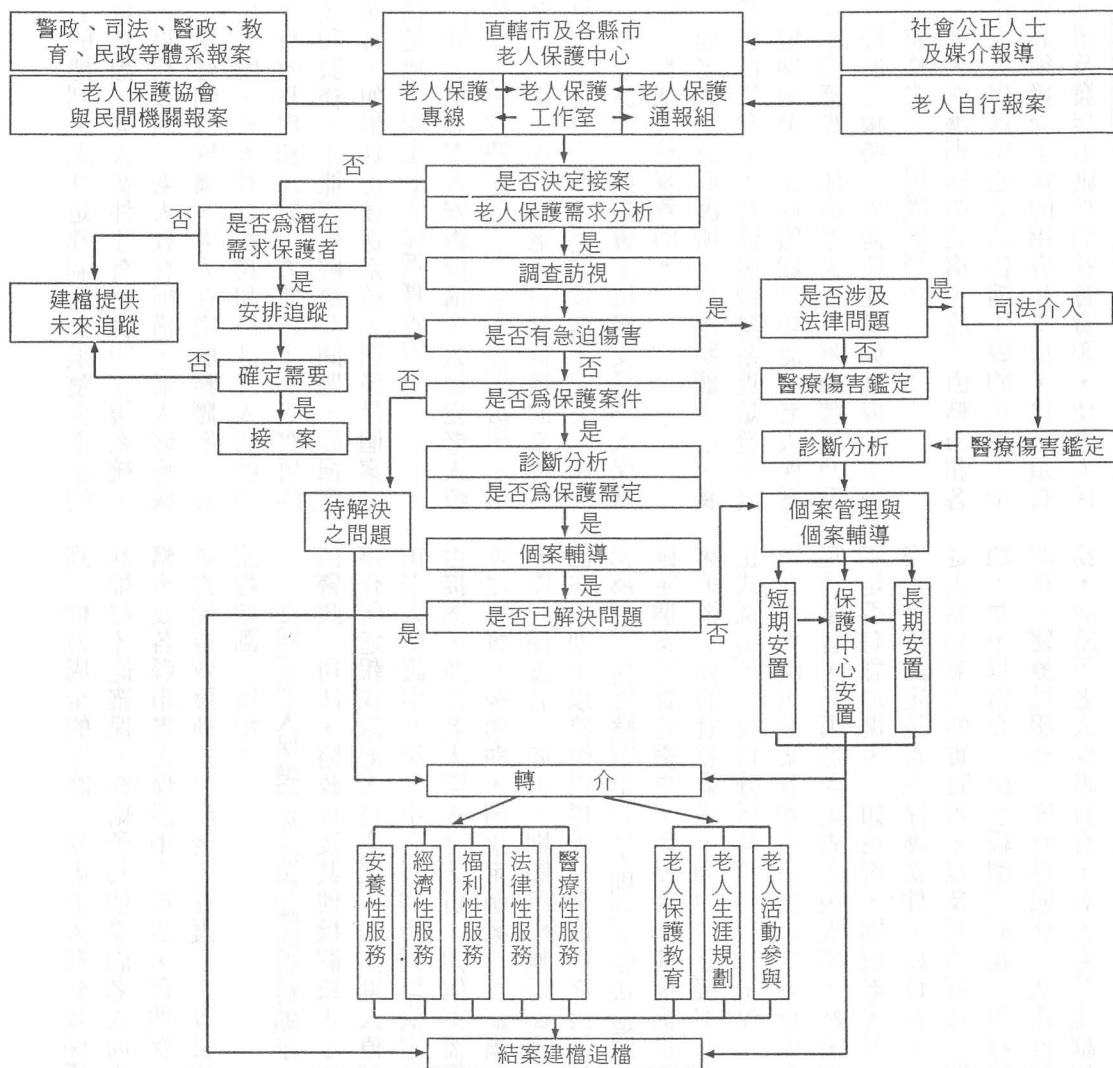 警政、司法、醫政、教
育、民政等體系報案
直轄市及各縣市
老人保護中心
社會公正人士
及媒介報導
老人保護協會
與民間機關報案
老人保護
專線
老人保護
工作室
老人保護
通報組
老人自行報案
否
是否決定接案
老人保護需求分析
否
是否爲潛在
需求保護者
是
調查訪視
是
安排追蹤
建檔提供
未來追蹤
是否涉及
法律問題
是
司法介入
是否有急迫傷害
是
否
確定需要
否
否
否
醫療傷害鑑定
是否爲保護案件
是
接案
是
診斷分析
診斷分析
醫療傷害鑑定
是否爲保護需定
待解決
之問題
是
否
個案管理與
個案輔導
個案輔導
是
是否已解決問題
是
否
短期安置
保護中心安置
長期安置
轉介
安養性服務
經濟性服務
福利性服務
法律性服務
醫療性服務
老人保護教育
老人生涯規劃
老人活動參與
結案建檔追檔